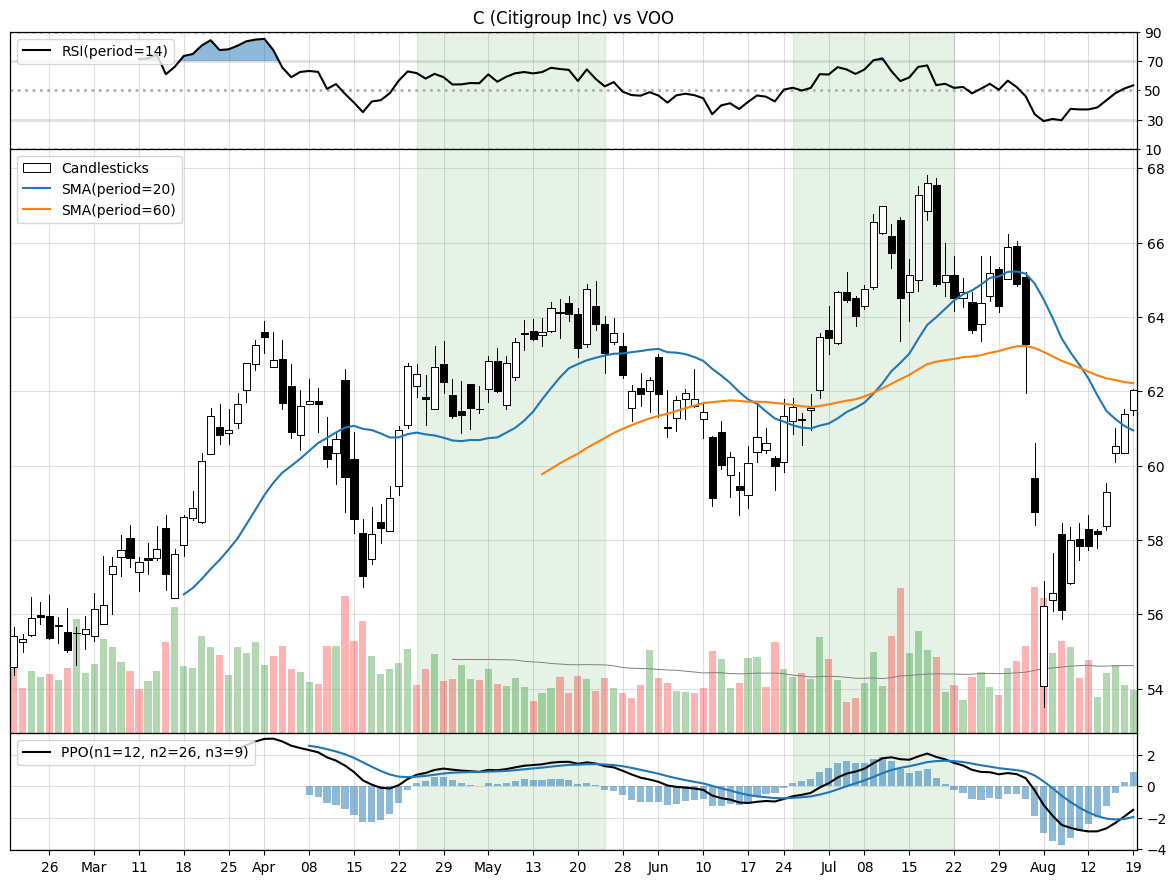 C (Citigroup Inc) vs VOO
RSI(period=14)
90
70
50
30
10
Candlesticks
SMA(period=20)
SMA(period=60)
68
66
64
62
60
58
56
54
PPO(n1=12, n2=26, n3=9)
2
0
−2
−4
26 Mar 11 18 25 Apr 08 15 22 29 May 13 20 28 Jun 10 17 24 Jul 08 15 22 29 Aug 12 19